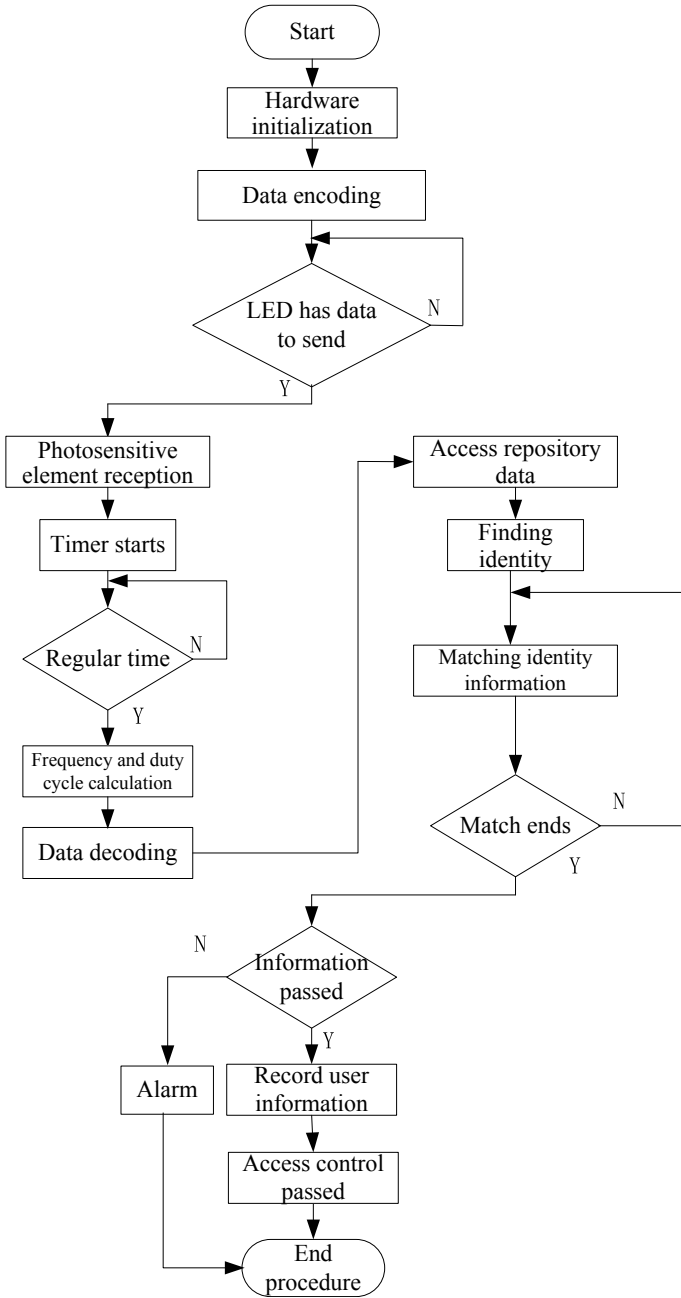 Start
Hardware
initialization
Data encoding
LED has data
to send
N
Y
Photosensitive
element reception
Timer starts
Regular time
N
Y
Frequency and duty
cycle calculation
Data decoding
Access repository
data
Finding
identity
Matching identity
information
Match ends
N
Y
Information
passed
N
Y
Alarm
Record user
information
Access control
passed
End
procedure